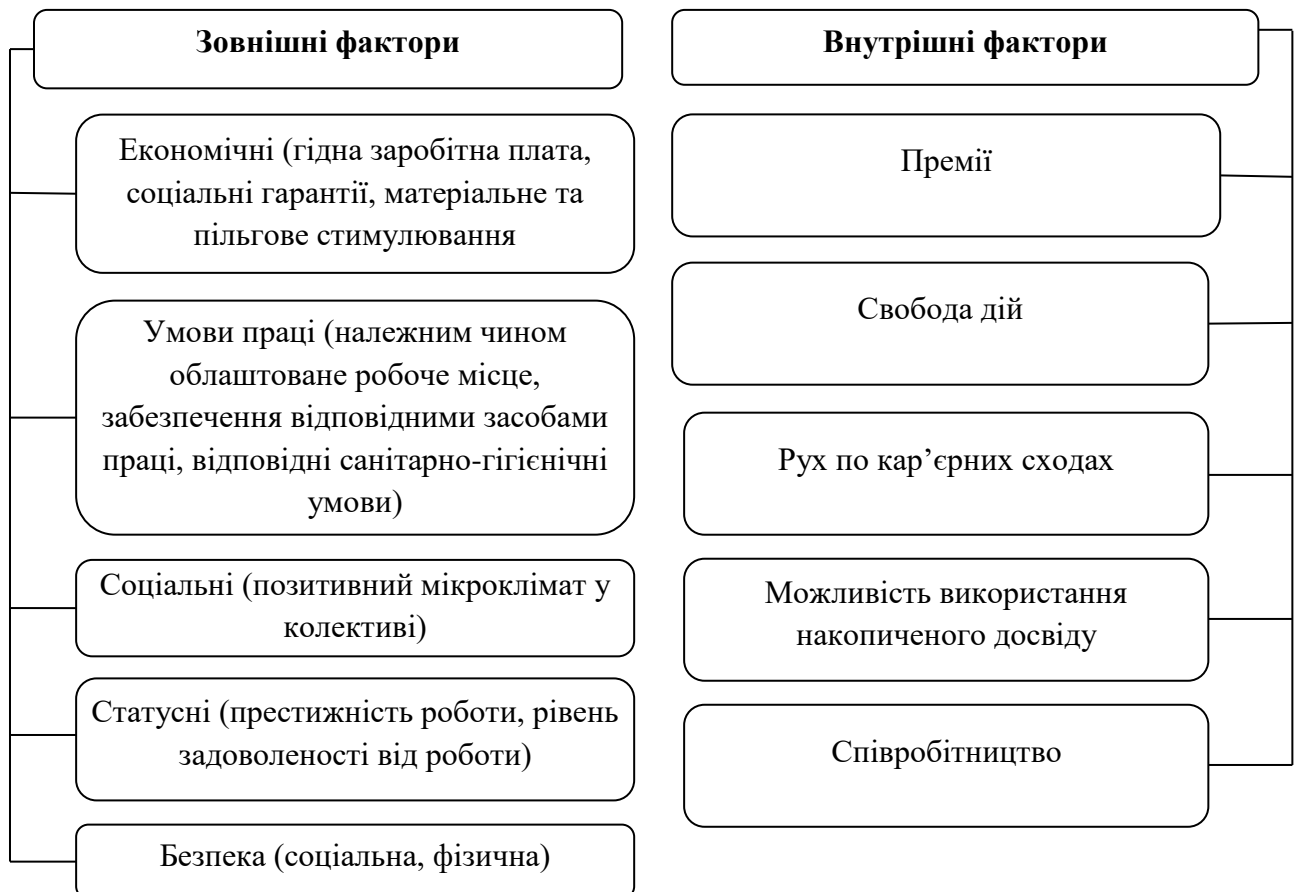 Зовнішні фактори
Економічні (гідна заробітна плата,
соціальні гарантії, матеріальне та
пільгове стимулювання
Умови праці (належним чином
облаштоване робоче місце,
забезпечення відповідними засобами
праці, відповідні санітарно-гігієнічні
умови)
Соціальні (позитивний мікроклімат у
колективі)
Статусні (престижність роботи, рівень
задоволеності від роботи)
Безпека (соціальна, фізична)
Внутрішні фактори
Премії
Свобода дій
Рух по кар’єрних сходах
Можливість використання
накопиченого досвіду
Співробітництво